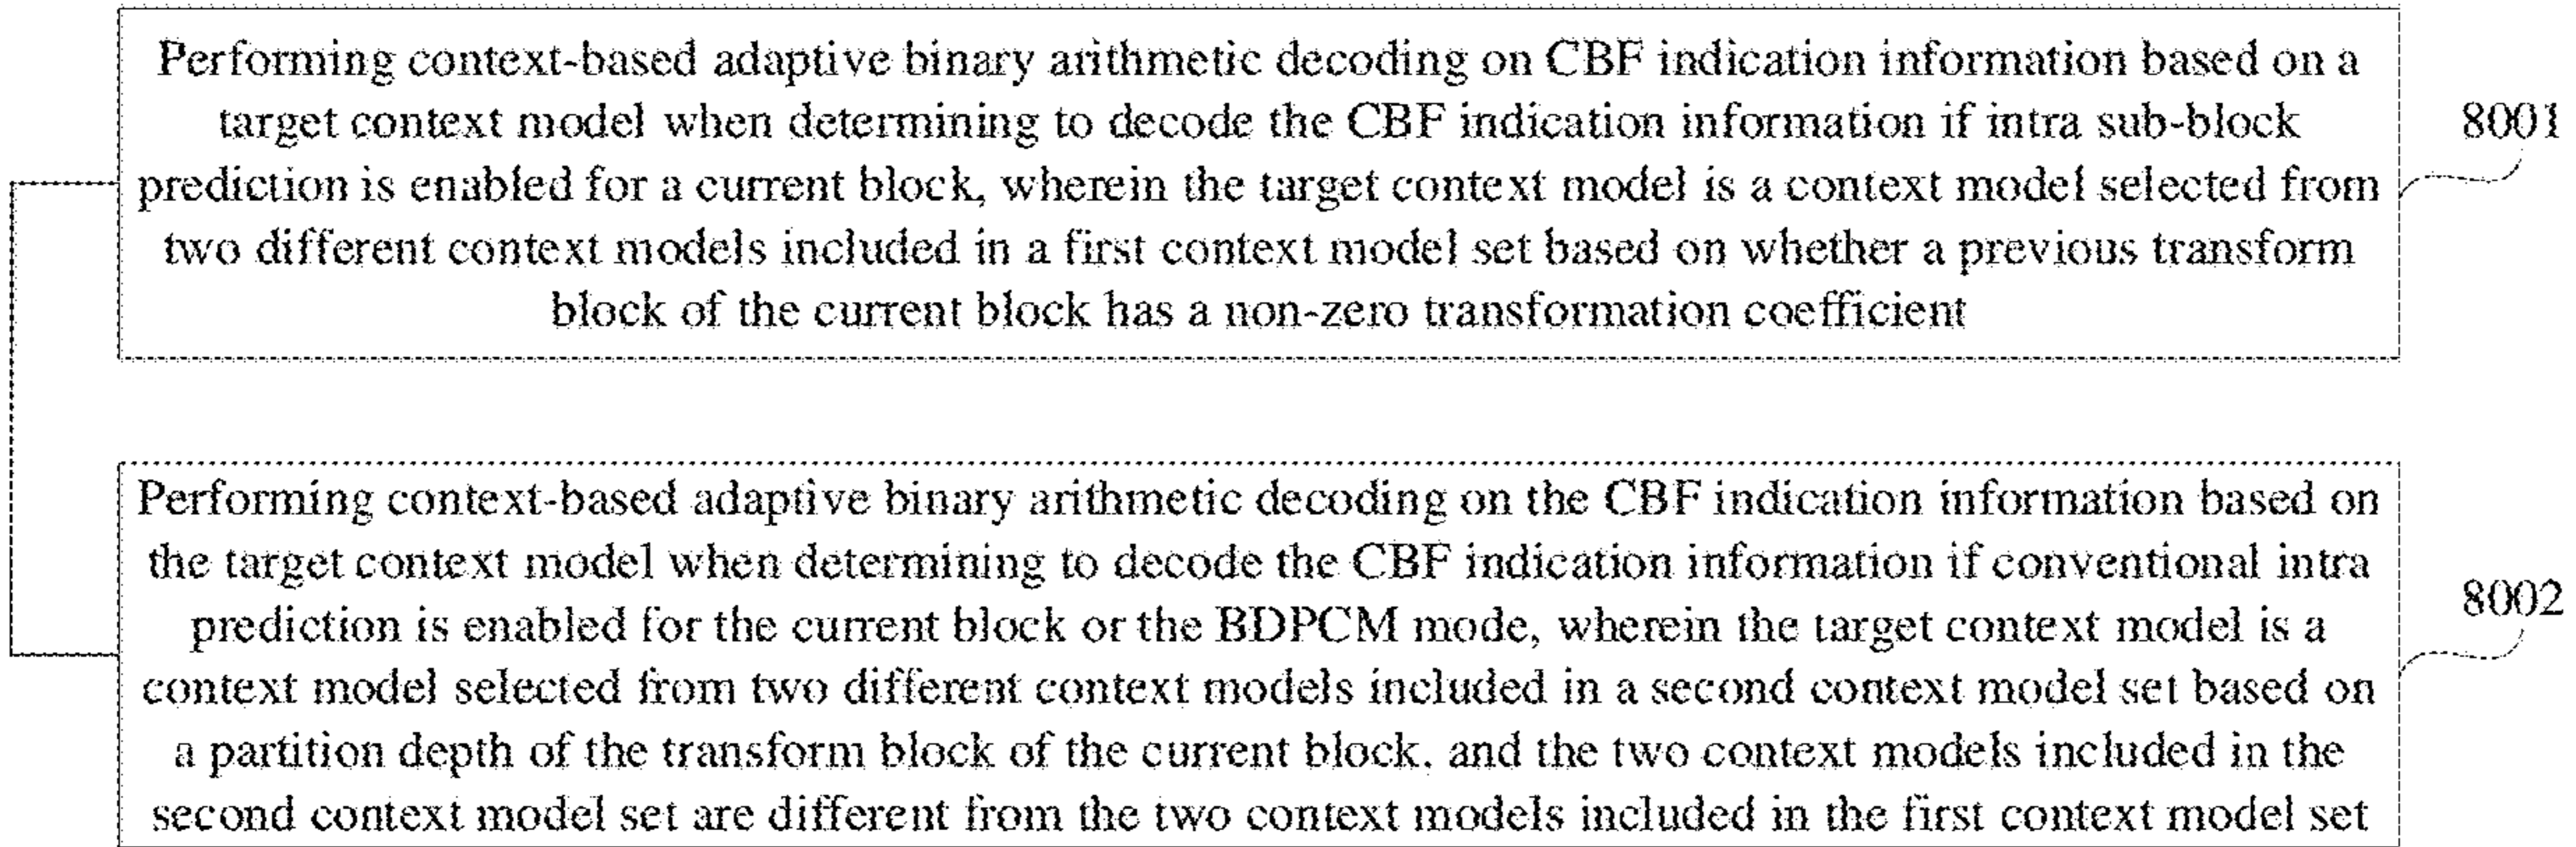 Performing context-based adaptive binary arithmetic decoding on CBF indication information based on a
target context model when determining to decode the CBF indication information if intra sub-block
prediction is enabled for a current block, wherein the target context model is a context model selected from
two different context models included in a first context model set based on whether a previous transform
block of the current block has a non-zero transformation coefficient
8001
Performing context-based adaptive binary arithmetic decoding on the CBF indication information based on
the target context model when determining to decode the CBF indication information if conventional intra
prediction is enabled for the current block or the BDPCM mode, wherein the target context model is a
context model selected from two different context models included in a second context model set based on
a partition depth of the transform block of the current block, and the two context models included in the
second context model set are different from the two context models included in the first context model set
8002